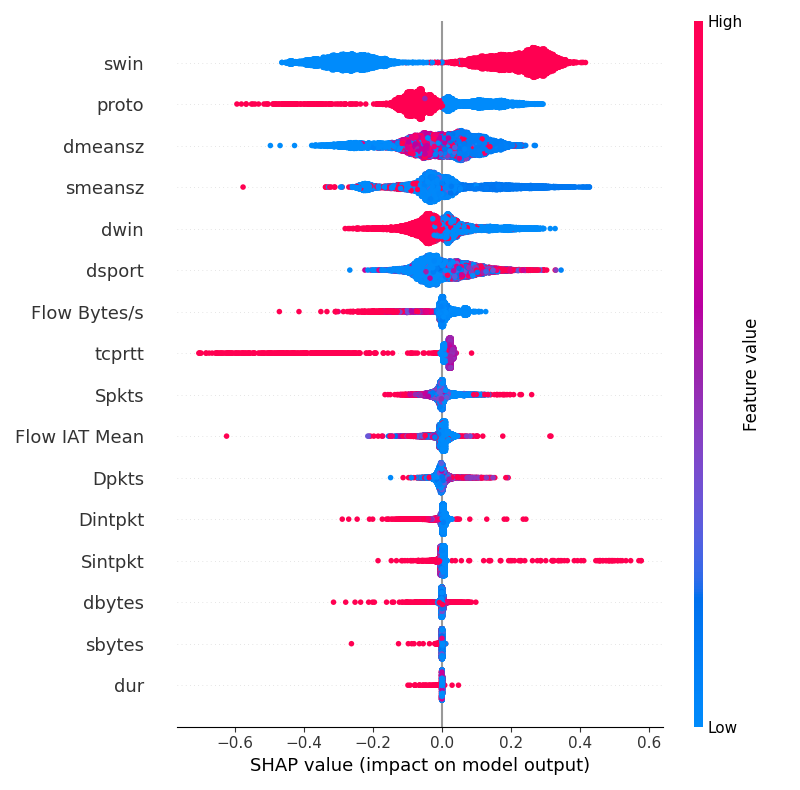 High
swin
proto
dmeansz
smeansz
dwin
dsport
Flow Bytes/s
tcprtt
Spkts
Flow IAT Mean
Dpkts
Dintpkt
Sintpkt
dbytes
sbytes
dur
Low
Feature value
−0.6 −0.4 −0.2 0.0 0.2 0.4 0.6
SHAP value (impact on model output)